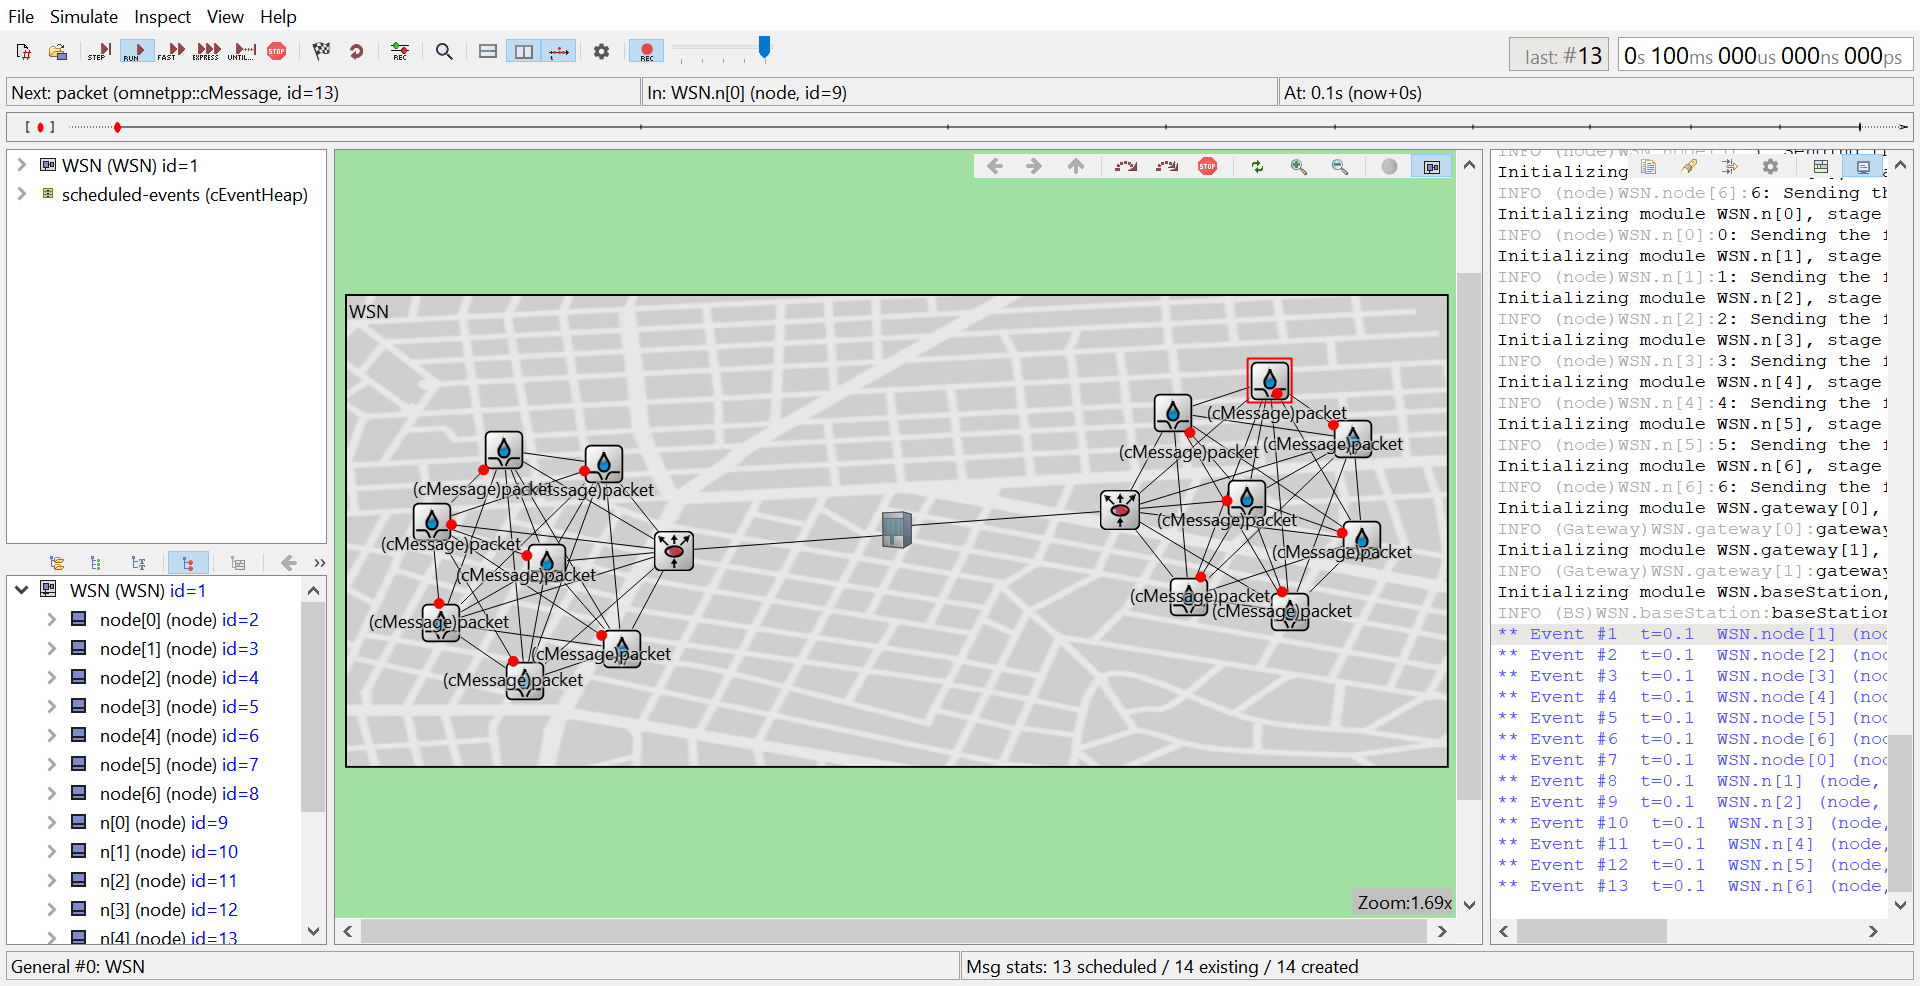 File Simulate Inspect View Help
STEP RUN FAST EXPRESS UNTIL... STOP REC REC
last: #13 0s 100ms 000us 000ns 000ps
Next: packet (omnetpp::cMessage, id=13) In: WSN.n[0] (node, id=9) At: 0.1s (now+0s)
WSN (WSN) id=1
scheduled-events (cEventHeap)
WSN (WSN) id=1
node[0] (node) id=2
node[1] (node) id=3
node[2] (node) id=4
node[3] (node) id=5
node[4] (node) id=6
node[5] (node) id=7
node[6] (node) id=8
n[0] (node) id=9
n[1] (node) id=10
n[2] (node) id=11
n[3] (node) id=12
n[4] (node) id=13
STOP
WSN
(cMessage)packet
ssage)packet
(cMessage)packet
(cMessage)packet
(cMessage)packet
(cMessage)packet
(cMessage)packet
(cMessage)packet
(cMessage)packet
(cMessage)packet
(cMessage)packet
(cMessage)packet
(cMessage)packet
(cMessage)packet
Zoom:1.69x
Initializing
INFO (node)WSN.node[6]:6: Sending th
Initializing module WSN.n[0], stage
INFO (node)WSN.n[0]:0: Sending the f
Initializing module WSN.n[1], stage
INFO (node)WSN.n[1]:1: Sending the f
Initializing module WSN.n[2], stage
INFO (node)WSN.n[2]:2: Sending the f
Initializing module WSN.n[3], stage
INFO (node)WSN.n[3]:3: Sending the f
Initializing module WSN.n[4], stage
INFO (node)WSN.n[4]:4: Sending the f
Initializing module WSN.n[5], stage
INFO (node)WSN.n[5]:5: Sending the f
Initializing module WSN.n[6], stage
INFO (node)WSN.n[6]:6: Sending the f
Initializing module WSN.gateway[0],
INFO (Gateway)WSN.gateway[0]:gateway
Initializing module WSN.gateway[1],
INFO (Gateway)WSN.gateway[1]:gateway
Initializing module WSN.baseStation,
INFO (BS)WSN.baseStation:baseStation
** Event #1 t=0.1 WSN.node[1] (nod
** Event #2 t=0.1 WSN.node[2] (nod
** Event #3 t=0.1 WSN.node[3] (nod
** Event #4 t=0.1 WSN.node[4] (nod
** Event #5 t=0.1 WSN.node[5] (nod
** Event #6 t=0.1 WSN.node[6] (nod
** Event #7 t=0.1 WSN.node[0] (nod
** Event #8 t=0.1 WSN.n[1] (node,
** Event #9 t=0.1 WSN.n[2] (node,
** Event #10 t=0.1 WSN.n[3] (node,
** Event #11 t=0.1 WSN.n[4] (node,
** Event #12 t=0.1 WSN.n[5] (node,
** Event #13 t=0.1 WSN.n[6] (node,
General #0: WSN Msg stats: 13 scheduled / 14 existing / 14 created